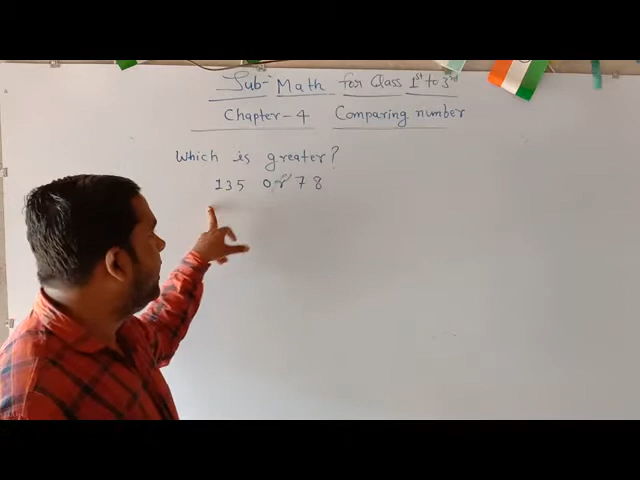 Sub:- Math for Class 1st to 3rd
Chapter-4 Comparing number
Which is greater?
135 or 78